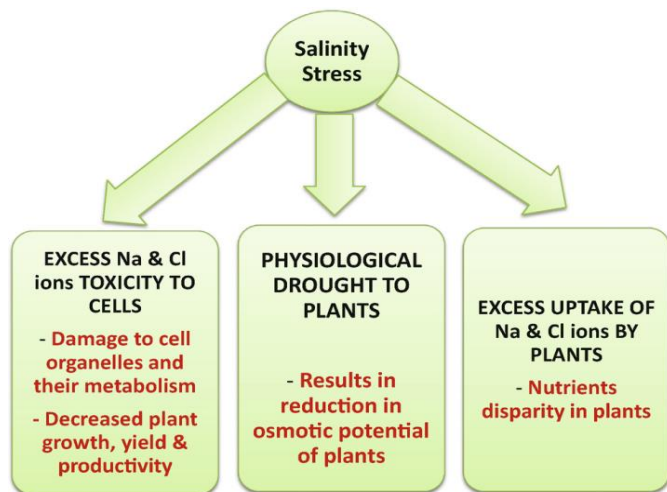 Salinity
Stress
EXCESS Na & Cl
ions TOXICITY TO
CELLS
- Damage to cell
organelles and
their metabolism
- Decreased plant
growth, yield &
productivity
PHYSIOLOGICAL
DROUGHT TO
PLANTS
- Results in
reduction in
osmotic potential
of plants
EXCESS UPTAKE OF
Na & Cl ions BY
PLANTS
- Nutrients
disparity in plants